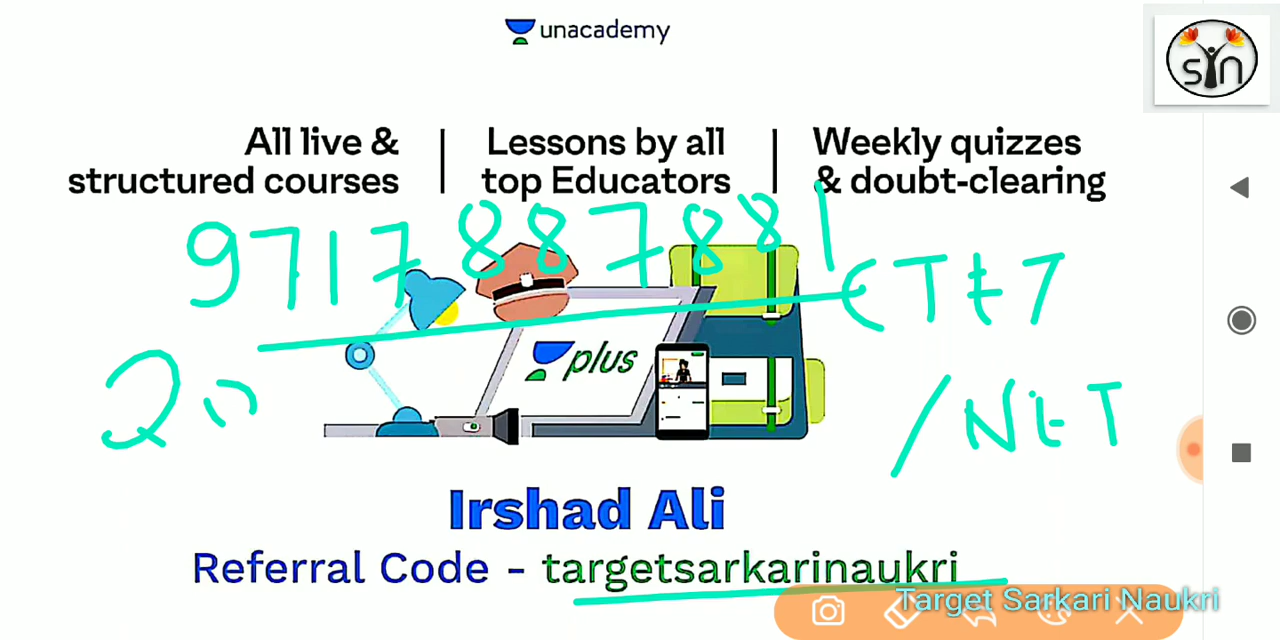 unacademy
syn
All live &
structured courses
Lessons by all
top Educators
Weekly quizzes
& doubt-clearing
9717887881
CTET
/NET
plus
Irshad Ali
Referral Code - targetsarkarinaukri
Target Sarkari Naukri